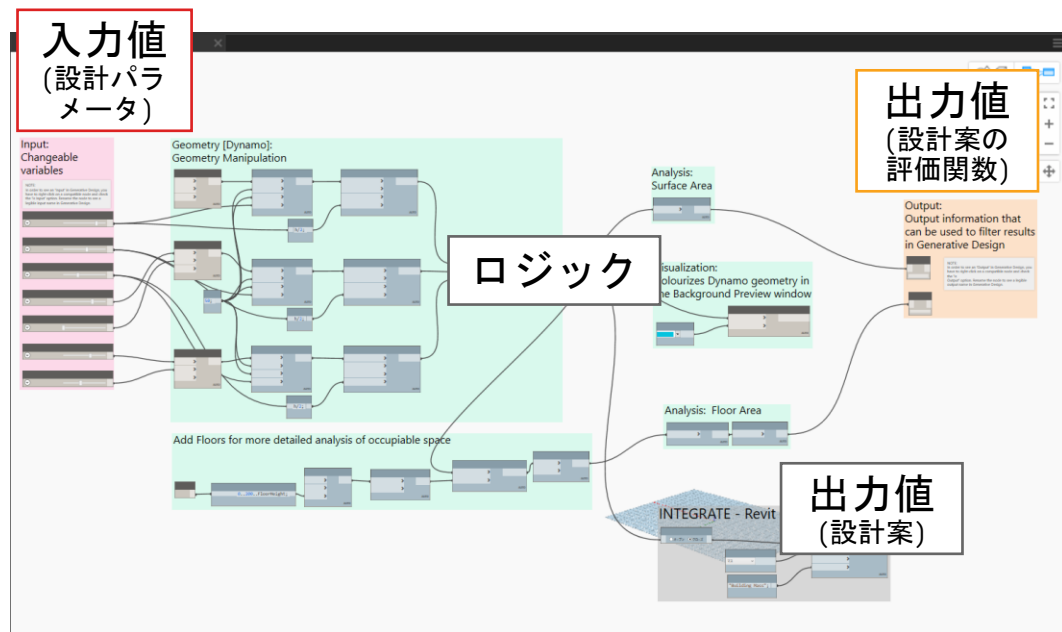 入力値
(設計パラ
メータ)
出力値
(設計案の
評価関数)
Input:
Changeable
variables
Geometry [Dynamo]:
Geometry Manipulation
Analysis:
Surface Area
Output:
Output information that
can be used to filter results
in Generative Design
ロジック
isualization:
olourizes Dynamo geometry in
e Background Preview window
Add Floors for more detailed analysis of occupiable space
Analysis: Floor Area
出力値
(設計案)
INTEGRATE - Revit